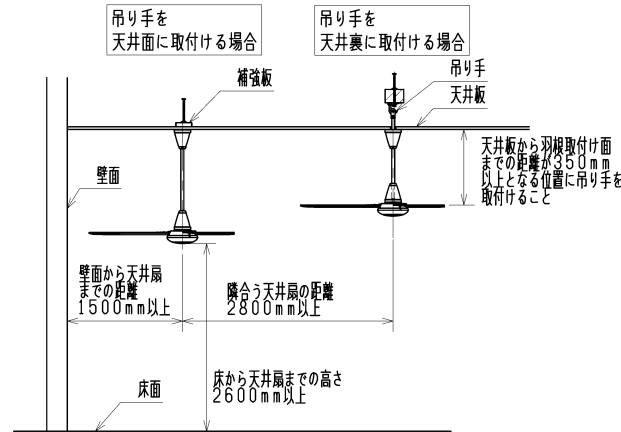 吊り手を
天井面に取付ける場合
吊り手を
天井裏に取付ける場合
補強板
吊り手
天井板
天井板から羽根取付け面
までの距離が350mm
以上となる位置に吊り手を
取付けること
壁面
壁面から天井扇
までの距離
1500mm以上
隣合う天井扇の距離
2800mm以上
床から天井扇までの高さ
2600mm以上
床面